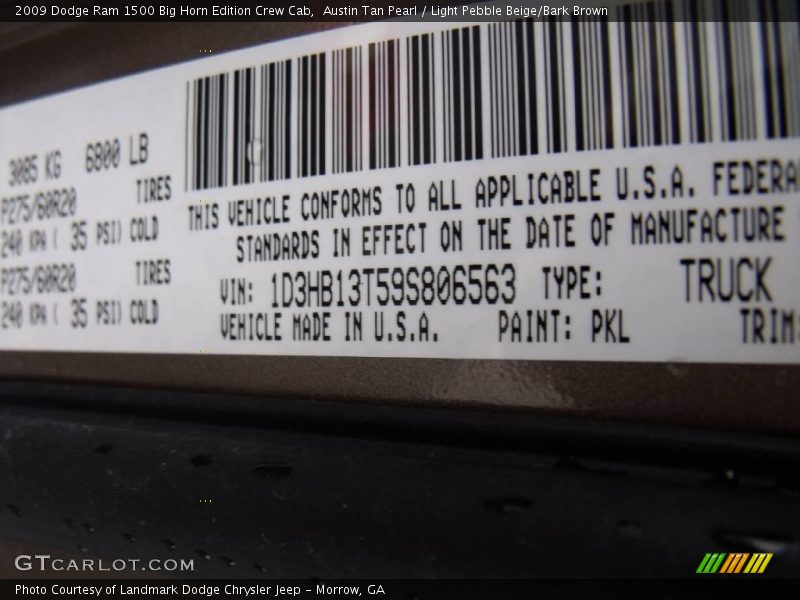 2009 Dodge Ram 1500 Big Horn Edition Crew Cab,  Austin Tan Pearl / Light Pebble Beige/Bark Brown
3085 KG 6800 LB
P275/60R20 TIRES
240 KPA ( 35 PSI) COLD
P275/60R20 TIRES
240 KPA ( 35 PSI) COLD
THIS VEHICLE CONFORMS TO ALL APPLICABLE U.S.A. FEDERA
STANDARDS IN EFFECT ON THE DATE OF MANUFACTURE
VIN: 1D3HB13T59S806563 TYPE: TRUCK
VEHICLE MADE IN U.S.A. PAINT: PKL TRIM:
GTCARLOT.COM
Photo Courtesy of Landmark Dodge Chrysler Jeep – Morrow, GA